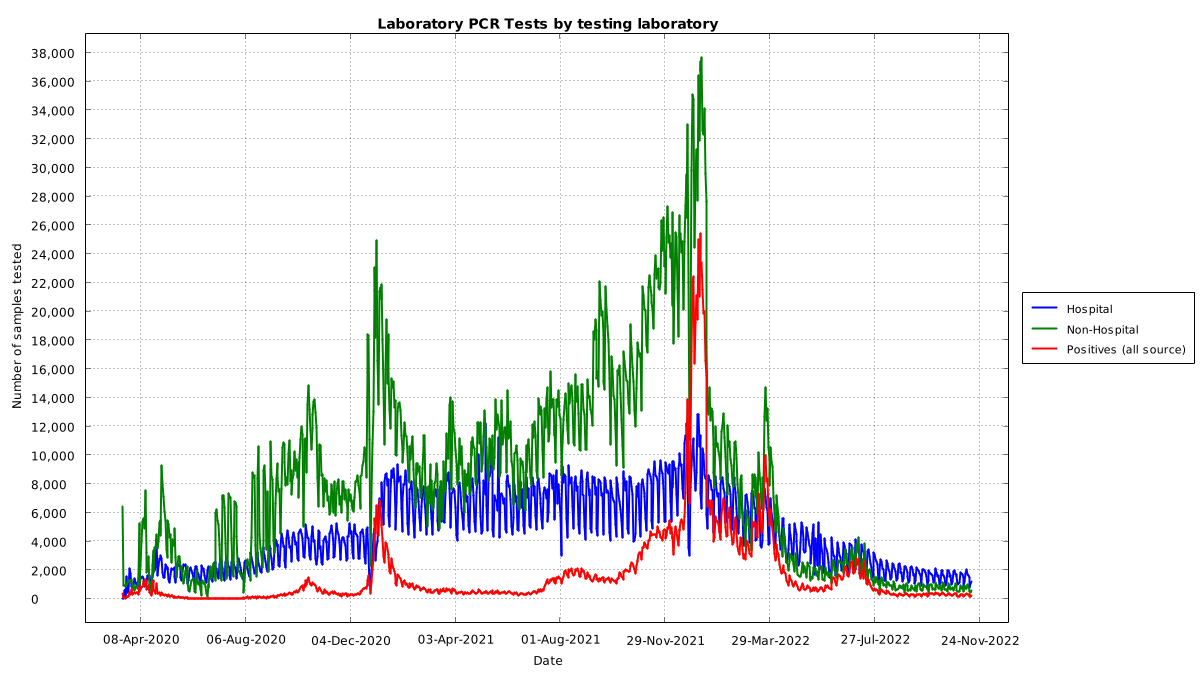 Laboratory PCR Tests by testing laboratory
38,000
36,000
34,000
32,000
30,000
28,000
26,000
24,000
22,000
20,000
18,000
16,000
14,000
12,000
10,000
8,000
6,000
4,000
2,000
0
Number of samples tested
08-Apr-2020 06-Aug-2020 04-Dec-2020 03-Apr-2021 01-Aug-2021 29-Nov-2021 29-Mar-2022 27-Jul-2022 24-Nov-2022
Date
Hospital
Non-Hospital
Positives (all source)